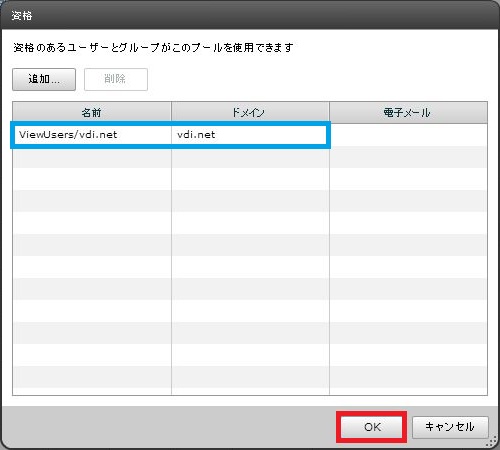 資格
資格のあるユーザーとグループがこのプールを使用できます
追加... 削除
名前 ドメイン 電子メール
ViewUsers/vdi.net vdi.net
OK キャンセル